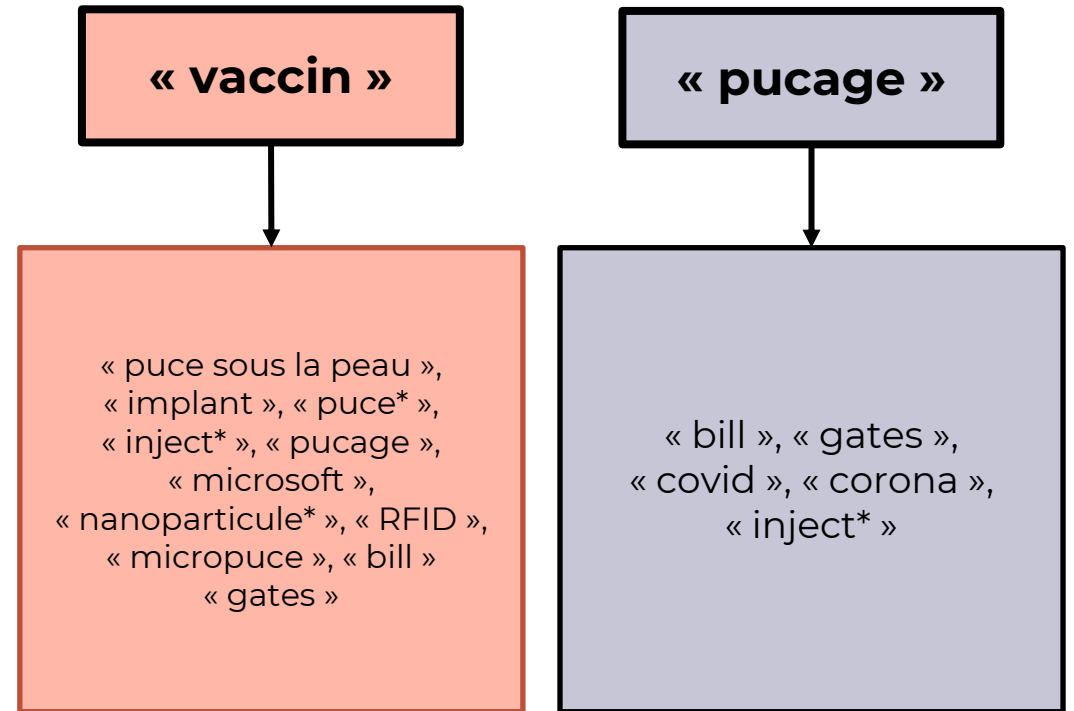 « vaccin »
« puce sous la peau »,
« implant », « puce* »,
« inject* », « pucage »,
« microsoft »,
« nanoparticule* », « RFID »,
« micropuce », « bill »
« gates »
« pucage »
« bill », « gates »,
« covid », « corona »,
« inject* »